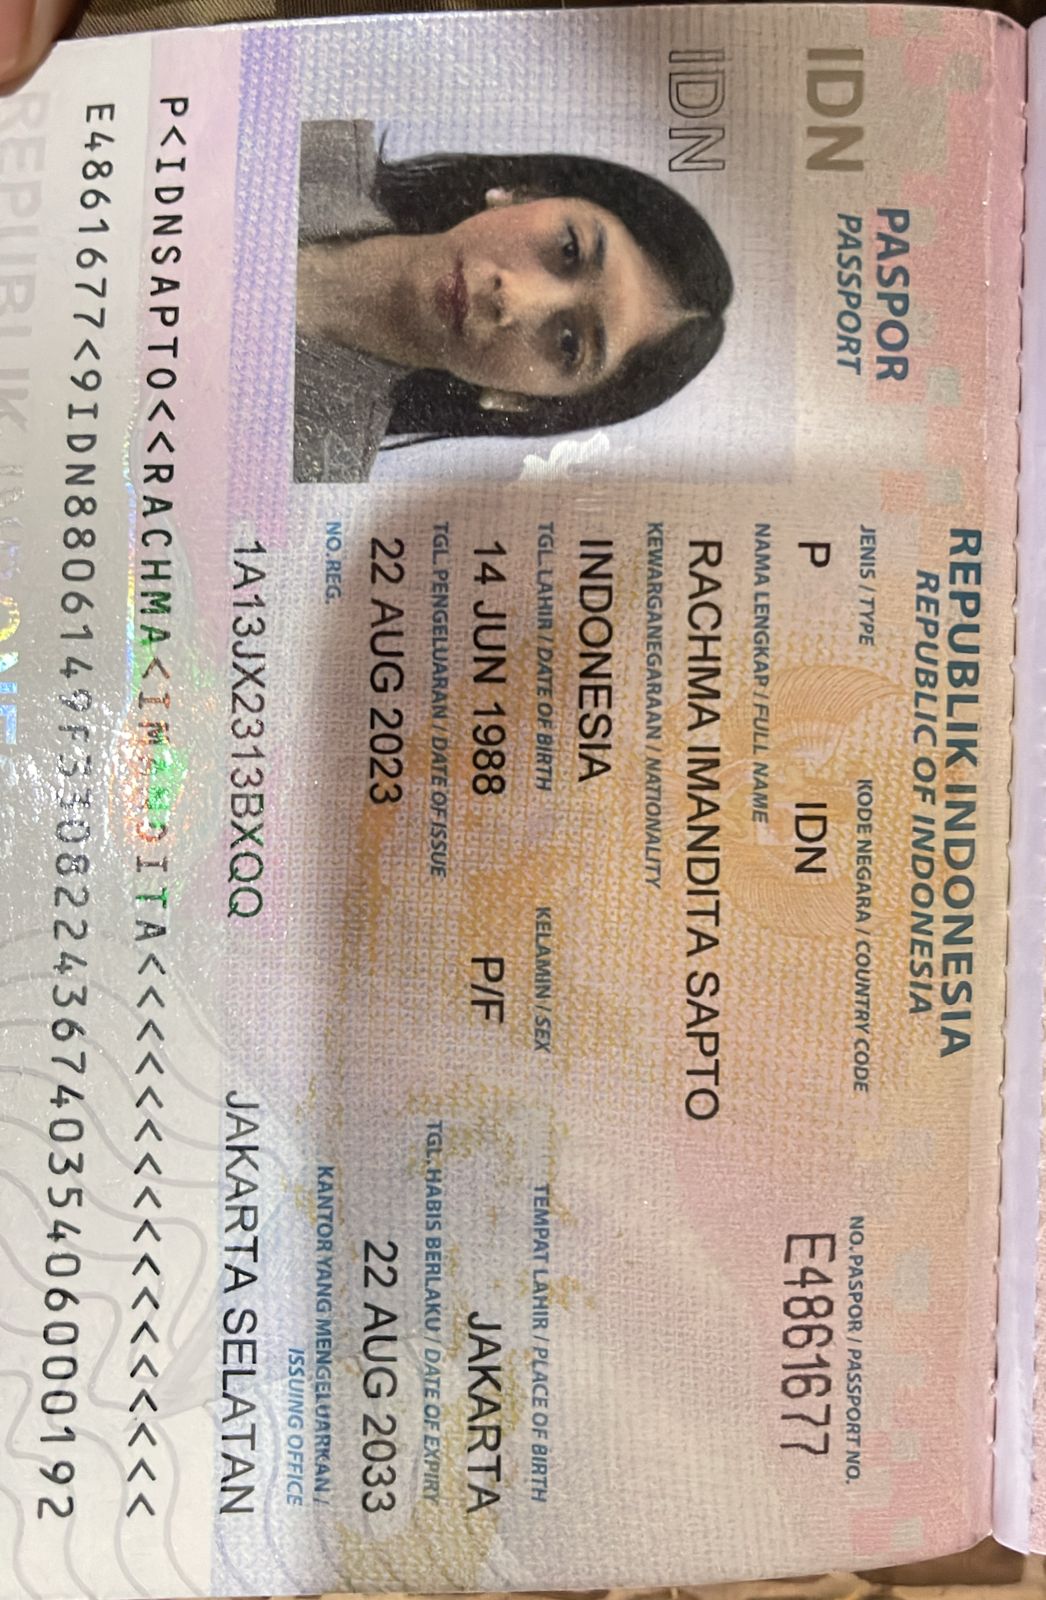 REPUBLIK INDONESIA
REPUBLIC OF INDONESIA
PASPOR
PASSPORT
IDN
IDN
JENIS / TYPE
KODE NEGARA / COUNTRY CODE
NO. PASPOR / PASSPORT NO.
P
IDN
E4861677
NAMA LENGKAP / FULL NAME
RACHMA IMANDITA SAPTO
KEWARGANEGARAAN / NATIONALITY
INDONESIA
TGL. LAHIR / DATE OF BIRTH
KELAMIN / SEX
TEMPAT LAHIR / PLACE OF BIRTH
14 JUN 1988
P/F
JAKARTA
TGL. PENGELUARAN / DATE OF ISSUE
TGL. HABIS BERLAKU / DATE OF EXPIRY
22 AUG 2023
22 AUG 2033
NO. REG.
KANTOR YANG MENGELUARKAN /
ISSUING OFFICE
1A13JX2313BXQQ
JAKARTA SELATAN
P<IDNSAPTO<<RACHMA<IMANDITA<<<<<<<<<<<<<<<<<
E4861677<9IDN8806149F3308224367403540600019​2